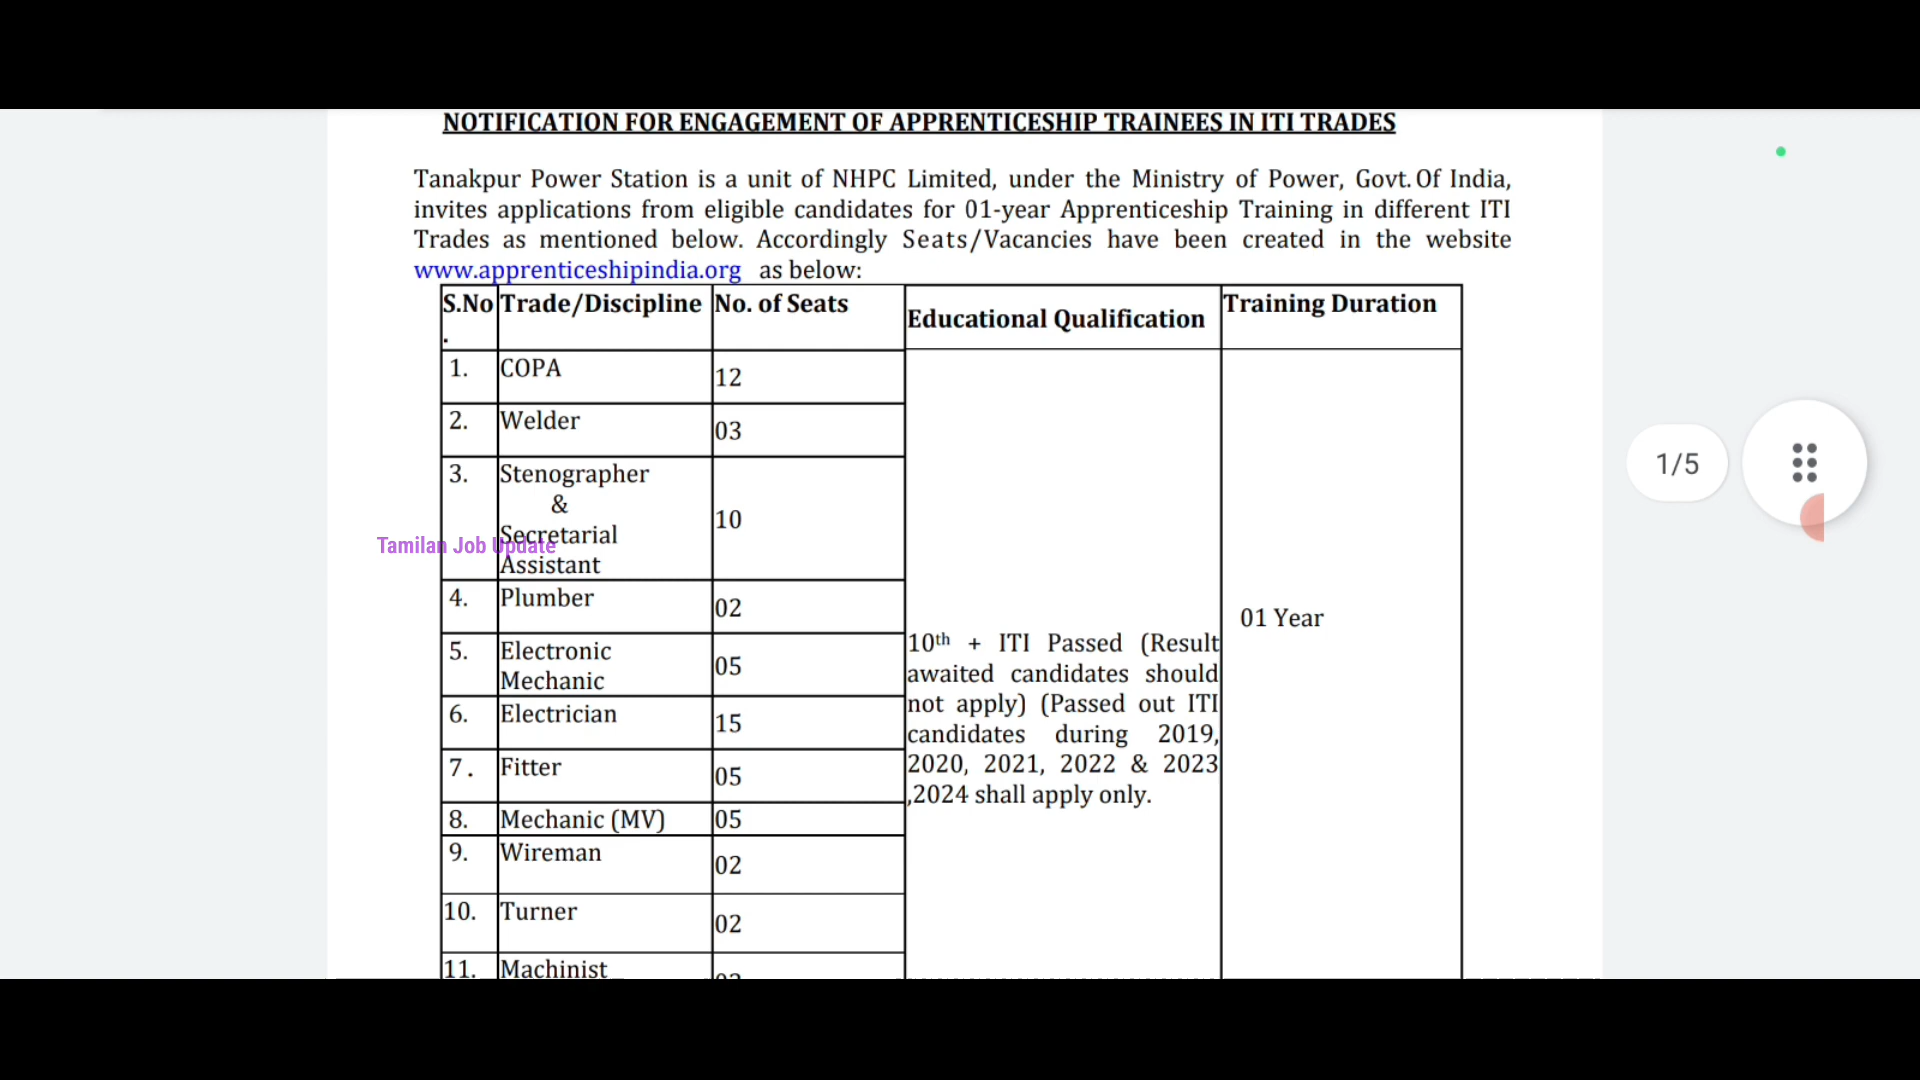 NOTIFICATION FOR ENGAGEMENT OF APPRENTICESHIP TRAINEES IN ITI TRADES
Tanakpur Power Station is a unit of NHPC Limited, under the Ministry of Power, Govt. Of India,
invites applications from eligible candidates for 01-year Apprenticeship Training in different ITI
Trades as mentioned below. Accordingly Seats/Vacancies have been created in the website
www.apprenticeshipindia.org as below:
S.No. Trade/Discipline No. of Seats Educational Qualification Training Duration
1. COPA 12
2. Welder 03
3. Stenographer
&
Secretarial
Assistant 10
4. Plumber 02
5. Electronic
Mechanic 05
6. Electrician 15
7. Fitter 05
8. Mechanic (MV) 05
9. Wireman 02
10. Turner 02
11. Machinist
10th + ITI Passed (Result
awaited candidates should
not apply) (Passed out ITI
candidates during 2019,
2020, 2021, 2022 & 2023
,2024 shall apply only.
01 Year
Tamilan Job Update
1/5